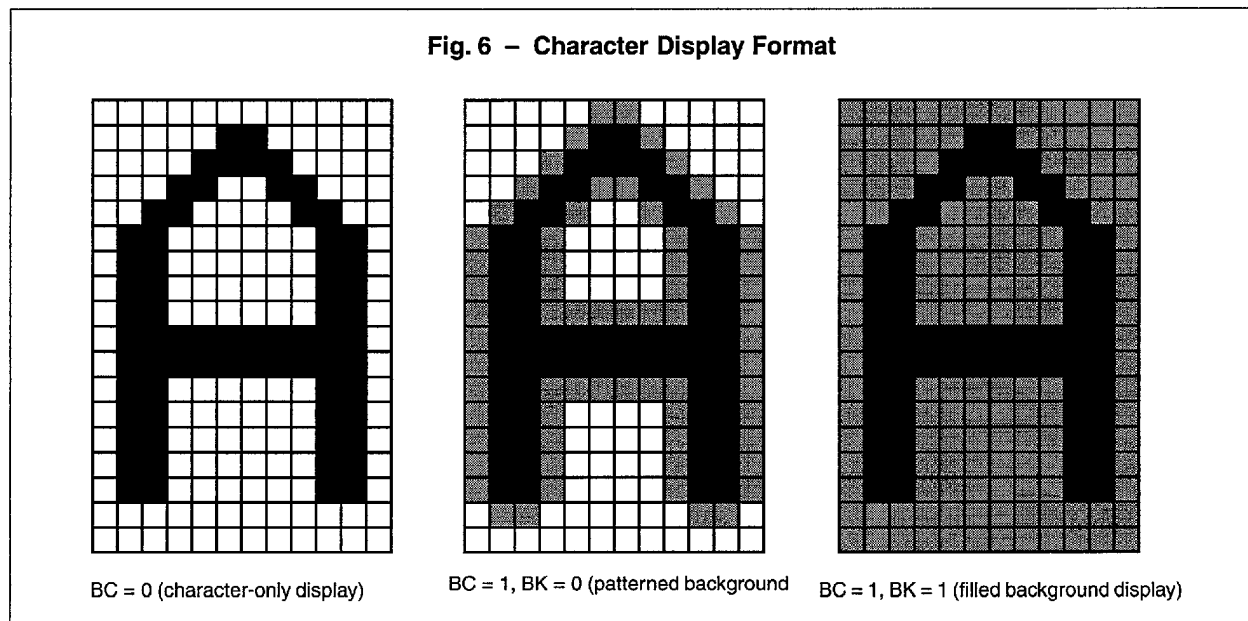 Fig. 6 – Character Display Format
BC = 0 (character-only display)
BC = 1, BK = 0 (patterned background
BC = 1, BK = 1 (filled background display)